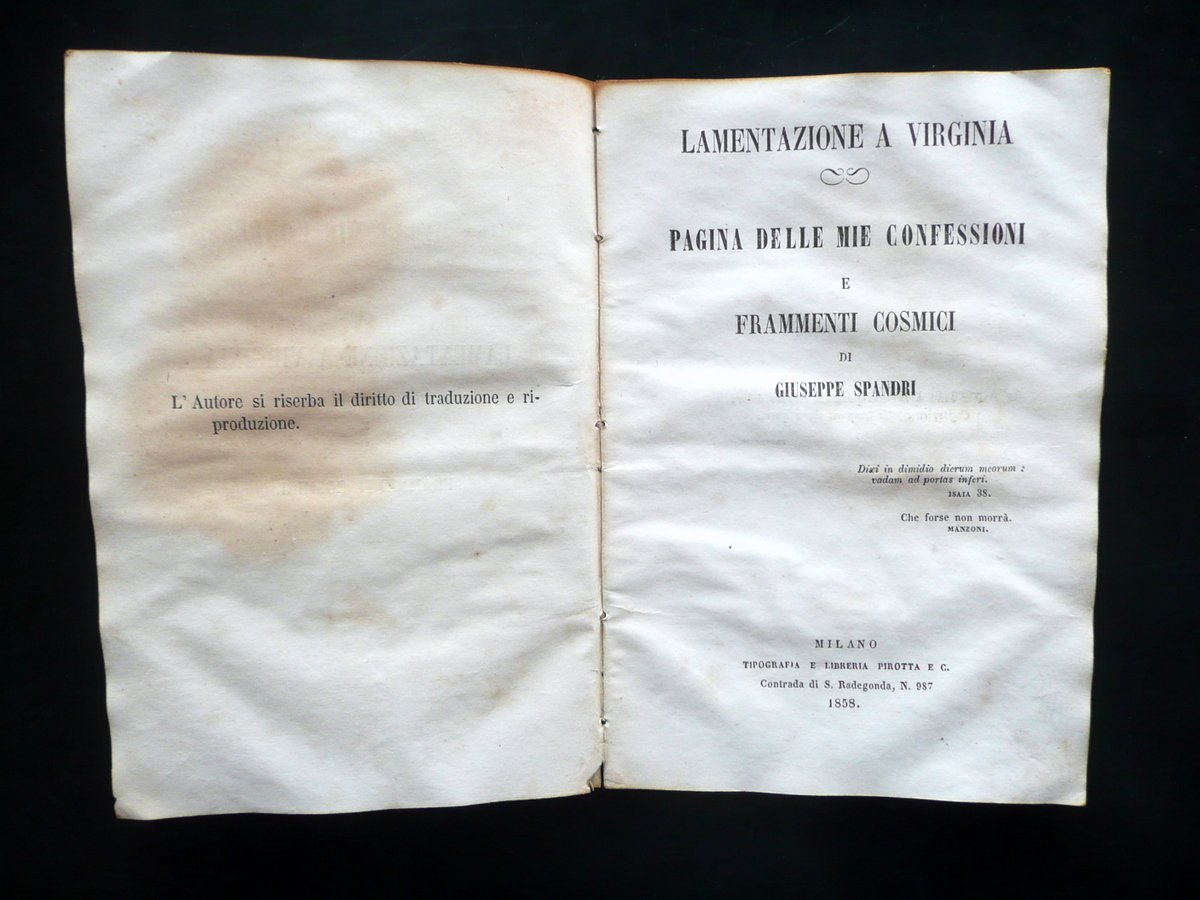 L' Autore si riserba il diritto di traduzione e ri-
produzione.
LAMENTAZIONE A VIRGINIA
PAGINA DELLE MIE CONFESSIONI
E
FRAMMENTI COSMICI
DI
GIUSEPPE SPANDRI
Dixi in dimidio dierum meorum :
vadam ad portas inferi.
ISAIA 38.
Che forse non morrà.
MANZONI.
MILANO
TIPOGRAFIA E LIBRERIA PIROTTA E C.
Contrada di S. Radegonda, N. 987
1858.